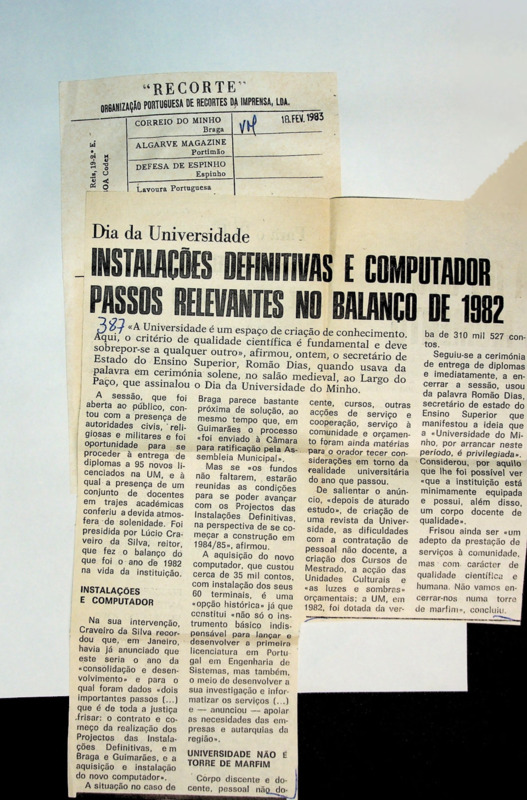 "RECORTE"
ORGANIZAÇÃO PORTUGUESA DE RECORTES DA IMPRENSA, LDA.
Reis, 19-2.º E.
OA Codex
CORREIO DO MINHO
Braga
VM
18.FEV.1983
ALGARVE MAGAZINE
Portimão
DEFESA DE ESPINHO
Espinho
Lavoura Portuguesa
Dia da Universidade
INSTALAÇÕES DEFINITIVAS E COMPUTADOR
PASSOS RELEVANTES NO BALANÇO DE 1982
387
«A Universidade é um espaço de criação de conhecimento.
Aqui, o critério de qualidade científica é fundamental e deve
sobrepor-se a qualquer outro», afirmou, ontem, o secretário de
Estado do Ensino Superior, Romão Dias, quando usava da
palavra em cerimónia solene, no salão medieval, ao Largo do
Paço, que assinalou o Dia da Universidade do Minho.
A sessão, que foi
aberta ao público, con-
tou com a presença de
autoridades civis, reli-
giosas e militares e foi
oportunidade para se
proceder à entrega de
diplomas a 95 novos li-
cenciados na UM, e à
qual a presença de um
conjunto de docentes
em trajes académicas
conferiu a devida atmos-
fera de solenidade. Foi
presidida por Lúcio Cra-
veiro da Silva, reitor,
que fez o balanço do
que foi o ano de 1982
na vida da instituição.
INSTALAÇÕES
E COMPUTADOR
Na sua intervenção,
Craveiro da Silva recor-
dou que, em Janeiro,
havia já anunciado que
este seria o ano da
«consolidação e desen-
volvimento» e para o
qual foram dados «dois
importantes passos (...)
que é de toda a justiça
frisar: o contrato e co-
meço da realização dos
Projectos das Instala-
ções Definitivas, em
Braga e Guimarães, e a
aquisição e instalação
do novo computador».
A situação no caso de
Braga parece bastante
próxima de solução, ao
mesmo tempo que, em
Guimarães o processo
«foi enviado à Câmara
para ratificação pela As-
sembleia Municipal».
Mas se «os fundos
não faltarem, estarão
reunidas as condições
para se poder avançar
com os Projectos das
Instalações Definitivas,
na perspectiva de se co-
meçar a construção em
1984/85», afirmou.
A aquisição do novo
computador, que custou
cerca de 35 mil contos,
com instalação dos seus
60 terminais, é uma
«opção histórica» já que
constitui «não só o ins-
trumento básico indis-
pensável para lançar e
desenvolver a primeira
licenciatura em Portu-
gal em Engenharia de
Sistemas, mas também,
o meio de desenvolver a
sua investigação e infor-
matizar os serviços (...)
e — anunciou — apoiar
as necesidades das em-
presas e autarquias da
região».
UNIVERSIDADE NÃO É
TORRE DE MARFIM
Corpo discente e do-
cente, pessoal não do-
cente, cursos, outras
acções de serviço e
cooperação, serviço à
comunidade e orçamen-
to foram ainda matérias
para o orador tecer con-
siderações em torno da
realidade universitária
do ano que passou.
De salientar o anún-
cio, «depois de aturado
estudo», de criação de
uma revista da Univer-
sidade, as dificuldades
com a contratação de
pessoal não docente, a
criação dos Cursos de
Mestrado, a acção das
Unidades Culturais e
«as luzes e sombras»
orçamentais; a UM, em
1982, foi dotada da ver-
ba de 310 mil 527 con-
tos.
Seguiu-se a cerimónia
de entrega de diplomas
e imediatamente, a en-
cerrar a sessão, usou
da palavra Romão Dias,
secretário de estado do
Ensino Superior que
manifestou a ideia que
«Universidade do Mi-
nho, por arrancar neste
período, é privilegiada».
Considerou, por aquilo
que lhe foi possível ver
«que a instituição está
minimamente equipada
e possui, além disso,
um corpo docente de
qualidade».
Frisou ainda ser «um
adepto da prestação de
serviços à comunidade,
mas com carácter de
qualidade científica e
humana. Não vamos en-
cerrar-nos numa torre
de marfim», concluiu.